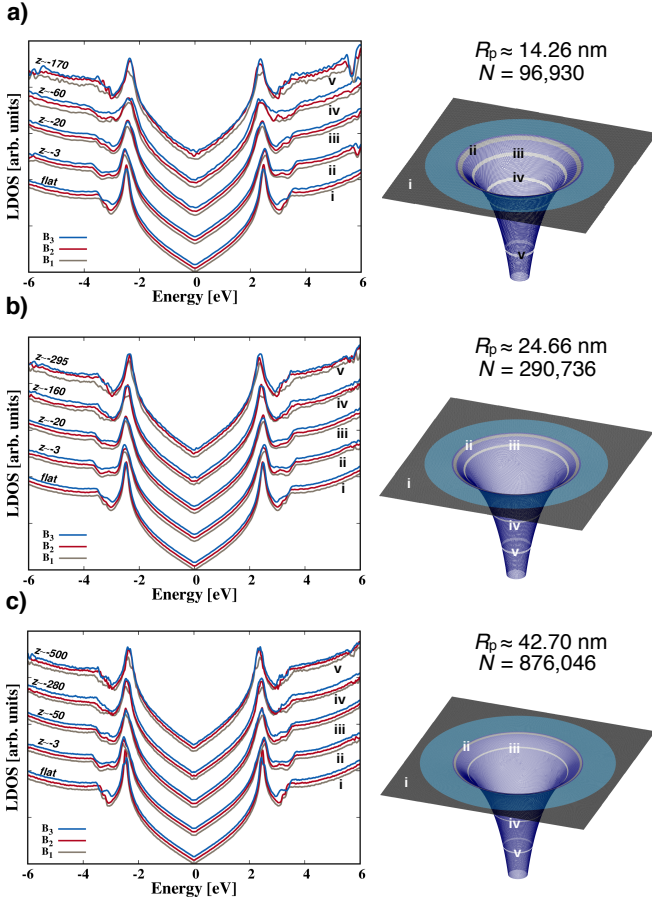 a)
LDOS [arb. units]
z~-170
z~-60
z~-20
z~-3
flat
v
iv
iii
ii
i
B3
B2
B1
-6 -4 -2 0 2 4 6
Energy [eV]
Rp ≈ 14.26 nm
N = 96,930
i
ii
iii
iv
v
b)
LDOS [arb. units]
z~-295
z~-160
z~-20
z~-3
flat
v
iv
iii
ii
i
B3
B2
B1
-6 -4 -2 0 2 4 6
Energy [eV]
Rp ≈ 24.66 nm
N = 290,736
i
ii
iii
iv
v
c)
LDOS [arb. units]
z~-500
z~-280
z~-50
z~-3
flat
v
iv
iii
ii
i
B3
B2
B1
-6 -4 -2 0 2 4 6
Energy [eV]
Rp ≈ 42.70 nm
N = 876,046
i
ii
iii
iv
v